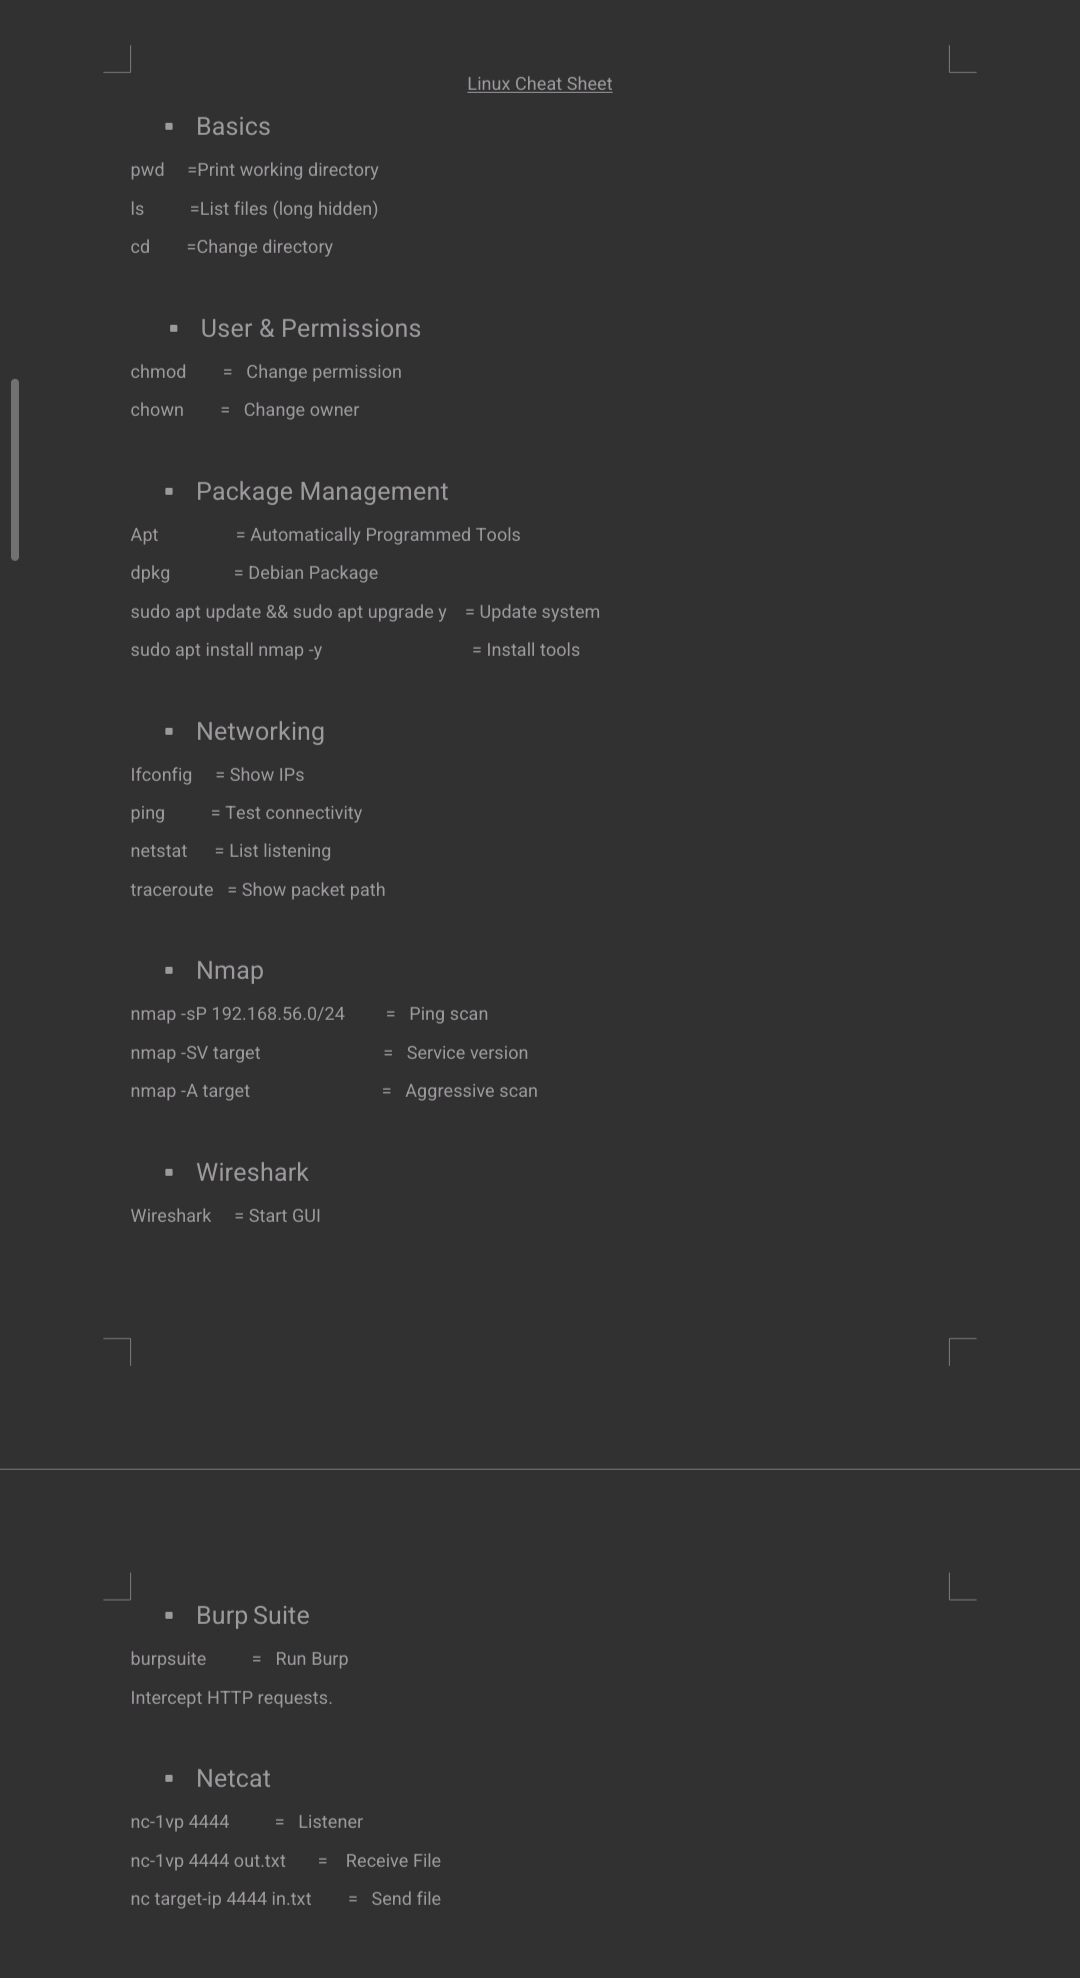 Linux Cheat Sheet
▪ Basics
pwd =Print working directory
ls =List files (long hidden)
cd =Change directory
▪ User & Permissions
chmod = Change permission
chown = Change owner
▪ Package Management
Apt = Automatically Programmed Tools
dpkg = Debian Package
sudo apt update && sudo apt upgrade y = Update system
sudo apt install nmap -y = Install tools
▪ Networking
Ifconfig = Show IPs
ping = Test connectivity
netstat = List listening
traceroute = Show packet path
▪ Nmap
nmap -sP 192.168.56.0/24 = Ping scan
nmap -SV target = Service version
nmap -A target = Aggressive scan
▪ Wireshark
Wireshark = Start GUI
▪ Burp Suite
burpsuite = Run Burp
Intercept HTTP requests.
▪ Netcat
nc-1vp 4444 = Listener
nc-1vp 4444 out.txt = Receive File
nc target-ip 4444 in.txt = Send file